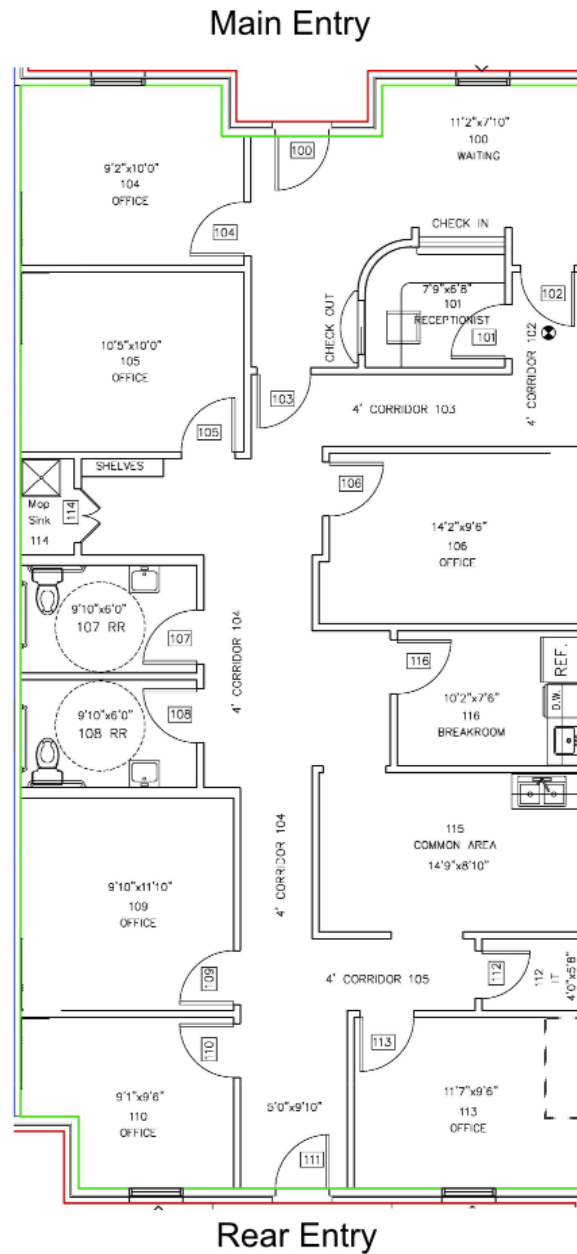 Main Entry
11'2"x7'10"
100
WAITING
100
9'2"x10'0"
104
OFFICE
104
CHECK IN
7'9"x6'8"
101
RECEPTIONIST
101
102
CHECK OUT
4' CORRIDOR 102
10'5"x10'0"
105
OFFICE
105
103
4' CORRIDOR 103
SHELVES
Mop
Sink
114
114
106
14'2"x9'6"
106
OFFICE
9'10"x6'0"
107 RR
107
4' CORRIDOR 104
116
10'2"x7'6"
116
BREAKROOM
REF.
D.W.
9'10"x6'0"
108 RR
108
115
COMMON AREA
14'9"x8'10"
4' CORRIDOR 104
9'10"x11'10"
109
OFFICE
109
4' CORRIDOR 105
112
112
IT
4'0"x5'8"
110
113
9'1"x9'6"
110
OFFICE
5'0"x9'10"
111
11'7"x9'6"
113
OFFICE
Rear Entry